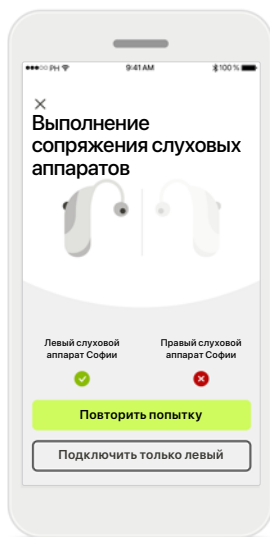 ●●●○○ PH 9:41 AM 100 %
Выполнение
сопряжения слуховых
аппаратов
Левый слуховой
аппарат Софии
Правый слуховой
аппарат Софии
Повторить попытку
Подключить только левый